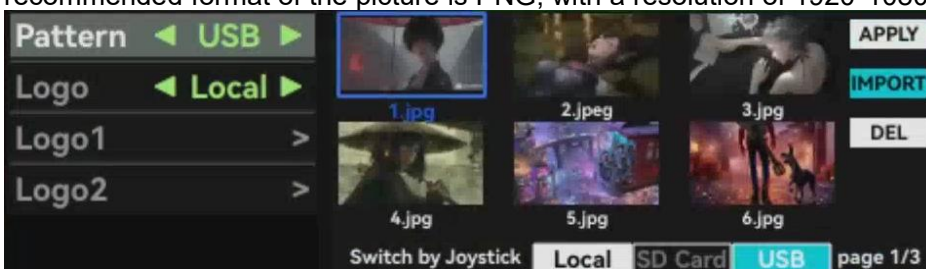 recommended format of the picture is PNG, with a resolution of 1920*1080
Pattern ◀ USB ▶
Logo ◀ Local ▶
Logo1 >
Logo2 >
1.jpg 2.jpeg 3.jpg
4.jpg 5.jpg 6.jpg
APPLY
IMPORT
DEL
Switch by Joystick Local SD Card USB page 1/3